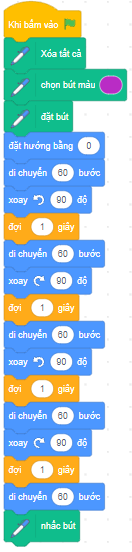 Khi bấm vào
Xóa tất cả
chọn bút màu
đặt bút
đặt hướng bằng 0
di chuyển 60 bước
xoay 90 độ
đợi 1 giây
di chuyển 60 bước
xoay 90 độ
đợi 1 giây
di chuyển 60 bước
xoay 90 độ
đợi 1 giây
di chuyển 60 bước
xoay 90 độ
đợi 1 giây
di chuyển 60 bước
nhấc bút